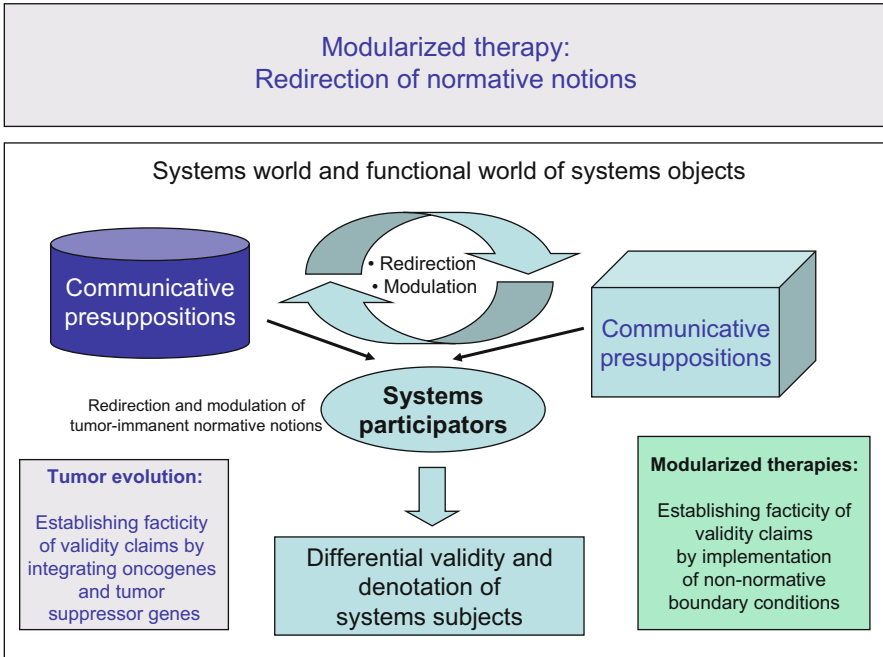 Modularized therapy:
Redirection of normative notions
Systems world and functional world of systems objects
Communicative
presuppositions
• Redirection
• Modulation
Communicative
presuppositions
Systems
participators
Redirection and modulation of
tumor-immanent normative notions
Tumor evolution:
Establishing facticity
of validity claims by
integrating oncogenes
and tumor
suppressor genes
Differential validity and
denotation of
systems subjects
Modularized therapies:
Establishing facticity of
validity claims
by implementation
of non-normative
boundary conditions